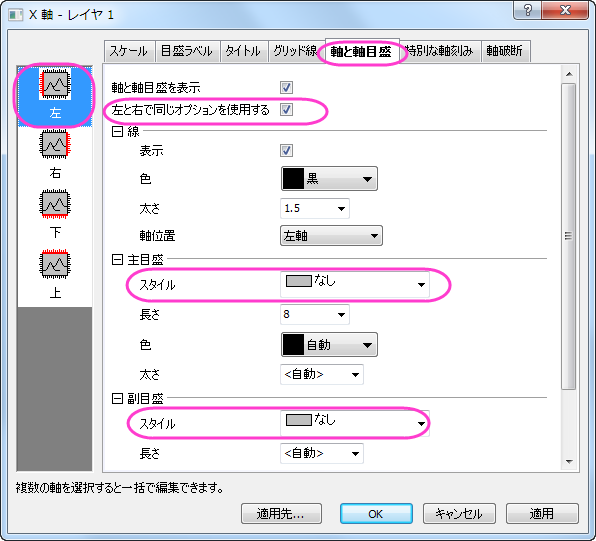 X 軸 - レイヤ 1
スケール 目盛ラベル タイトル グリッド線 軸と軸目盛 特別な軸刻み 軸破断
左
右
下
上
軸と軸目盛を表示
左と右で同じオプションを使用する
線
表示
色 黒
太さ 1.5
軸位置 左軸
主目盛
スタイル なし
長さ 8
色 自動
太さ <自動>
副目盛
スタイル なし
長さ <自動>
複数の軸を選択すると一括で編集できます。
適用先... OK キャンセル 適用